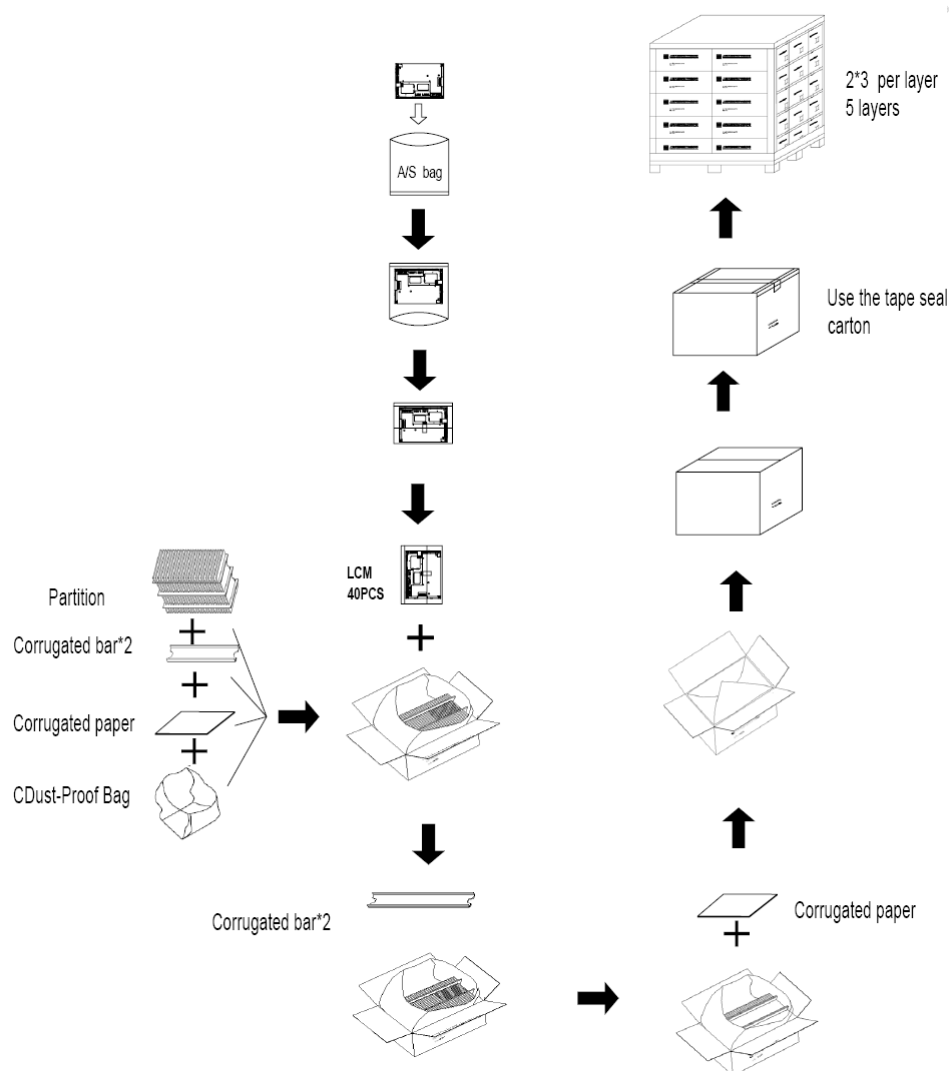 2*3 per layer
5 layers
A/S bag
Use the tape seal
carton
LCM
40PCS
Partition
+
Corrugated bar*2
+
Corrugated paper
+
CDust-Proof Bag
+
Corrugated bar*2
Corrugated paper
+